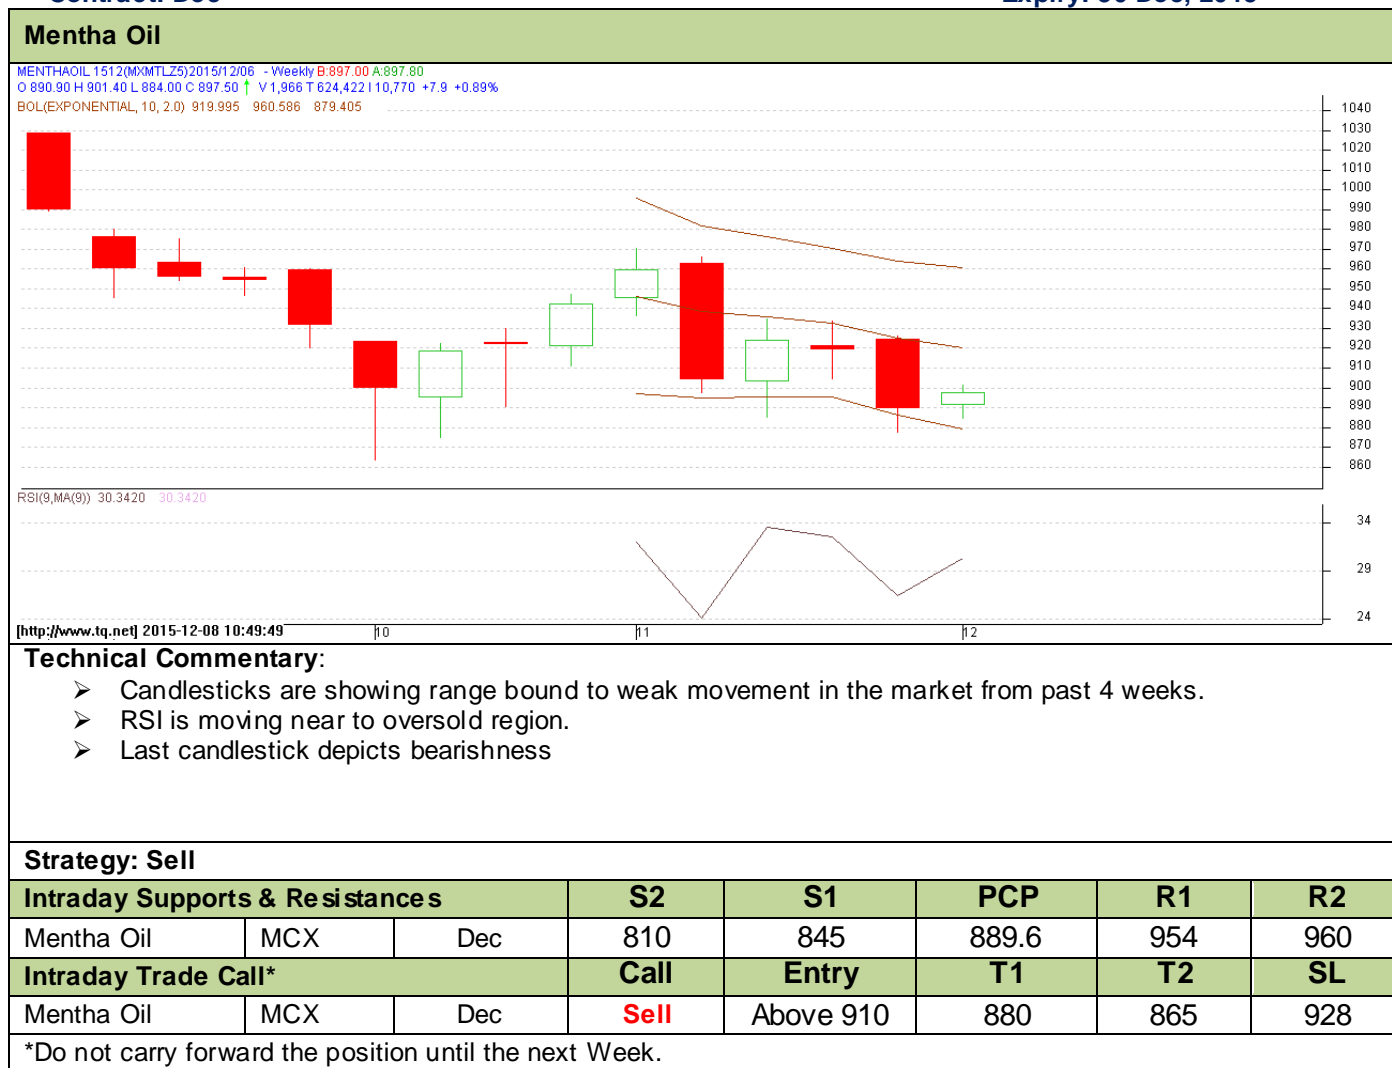 Mentha Oil
MENTHAOIL 1512(MXMTLZ5)2015/12/06 - Weekly B:897.00 A:897.80
O 890.90 H 901.40 L 884.00 C 897.50 ↑ V 1,966 T 624,422 I 10,770 +7.9 +0.89%
BOL(EXPONENTIAL, 10, 2.0) 919.995 960.586 879.405
1040
1030
1020
1010
1000
990
980
970
960
950
940
930
920
910
900
890
880
870
860
RSI(9,MA(9)) 30.3420 30.3420
34
29
24
[http://www.tq.net] 2015-12-08 10:49:49 10 11 12
Technical Commentary:
➢ Candlesticks are showing range bound to weak movement in the market from past 4 weeks.
➢ RSI is moving near to oversold region.
➢ Last candlestick depicts bearishness
Strategy: Sell
Intraday Supports & Resistances S2 S1 PCP R1 R2
Mentha Oil MCX Dec 810 845 889.6 954 960
Intraday Trade Call* Call Entry T1 T2 SL
Mentha Oil MCX Dec Sell Above 910 880 865 928
*Do not carry forward the position until the next Week.